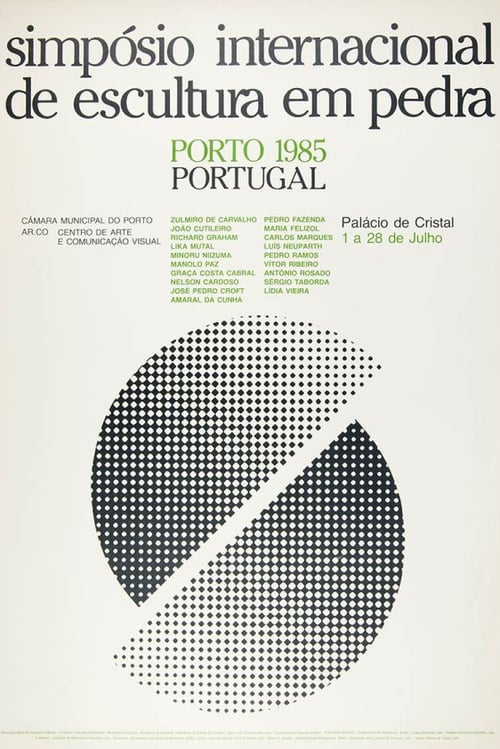 simpósio internacional
de escultura em pedra
PORTO 1985
PORTUGAL
CÂMARA MUNICIPAL DO PORTO
AR.CO CENTRO DE ARTE
E COMUNICAÇÃO VISUAL
ZULMIRO DE CARVALHO
JOÃO CUTILEIRO
RICHARD GRAHAM
LIKA MUTAL
MINORU NIIZUMA
MANOLO PAZ
GRAÇA COSTA CABRAL
NELSON CARDOSO
JOSÉ PEDRO CROFT
AMARAL DA CUNHA
PEDRO FAZENDA
MARIA FELIZOL
CARLOS MARQUES
LUÍS NEUPARTH
PEDRO RAMOS
VÍTOR RIBEIRO
ANTÓNIO ROSADO
SÉRGIO TABORDA
LÍDIA VIEIRA
Palácio de Cristal
1 a 28 de Julho